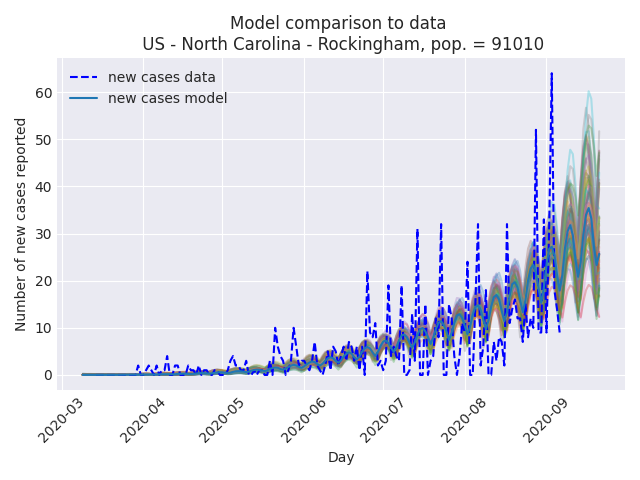 Model comparison to data
US - North Carolina - Rockingham, pop. = 91010
new cases data
new cases model
Number of new cases reported
60
50
40
30
20
10
0
2020-03
2020-04
2020-05
2020-06
2020-07
2020-08
2020-09
Day